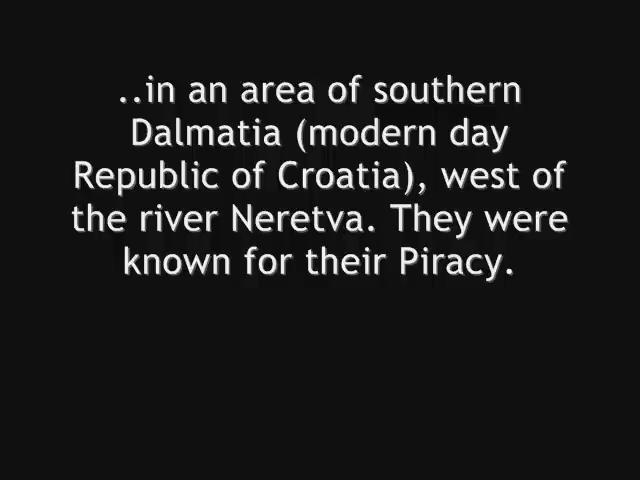 ..in an area of southern
Dalmatia (modern day
Republic of Croatia), west of
the river Neretva. They were
known for their Piracy.